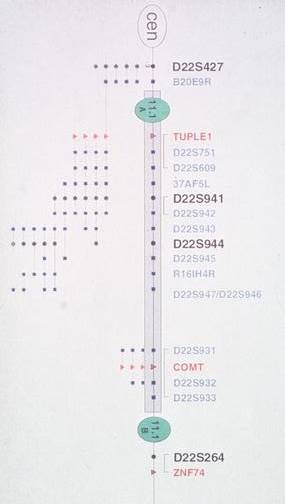 cen
D22S427
B20E9R
11.1
A
TUPLE1
D22S751
D22S609
37AF5L
D22S941
D22S942
D22S943
D22S944
D22S945
R16IH4R
D22S947/D22S946
D22S931
COMT
D22S932
D22S933
11.1
B
D22S264
ZNF74